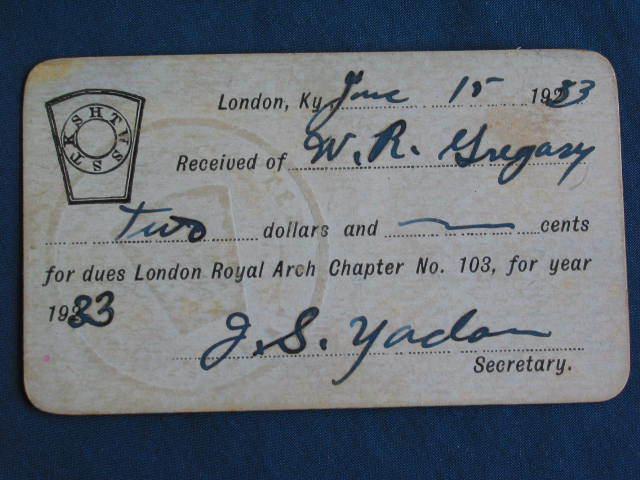 HTWSSTKS
London, Ky. June 15 1933
Received of W. R. Gregory
Two dollars and — cents
for dues London Royal Arch Chapter No. 103, for year
1933
J. S. Yadon
Secretary.